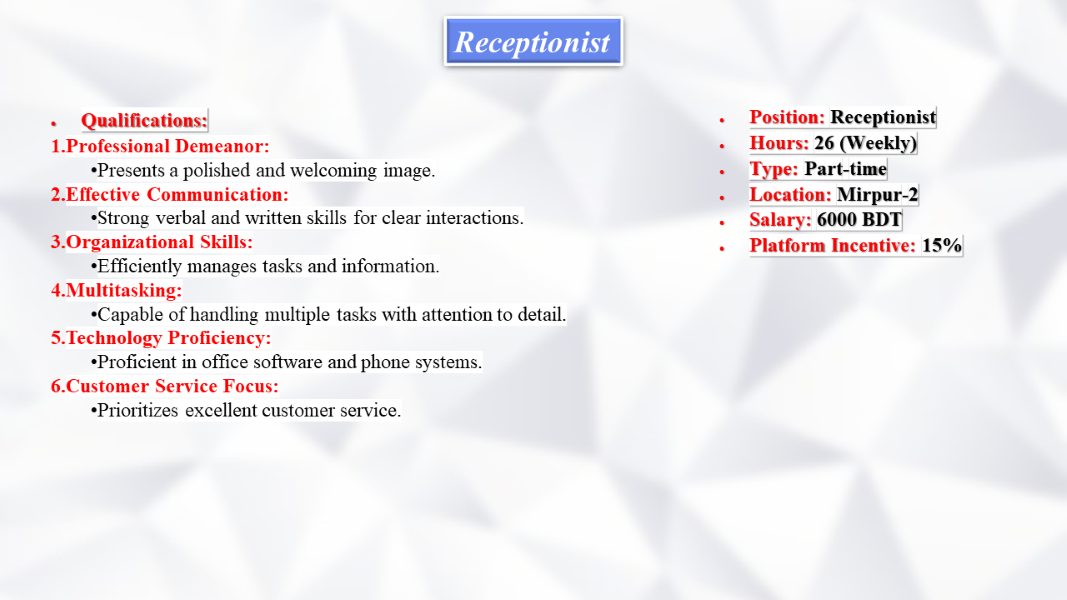 Receptionist
• Qualifications:
1.Professional Demeanor:
•Presents a polished and welcoming image.
2.Effective Communication:
•Strong verbal and written skills for clear interactions.
3.Organizational Skills:
•Efficiently manages tasks and information.
4.Multitasking:
•Capable of handling multiple tasks with attention to detail.
5.Technology Proficiency:
•Proficient in office software and phone systems.
6.Customer Service Focus:
•Prioritizes excellent customer service.
• Position: Receptionist
• Hours: 26 (Weekly)
• Type: Part-time
• Location: Mirpur-2
• Salary: 6000 BDT
• Platform Incentive: 15%